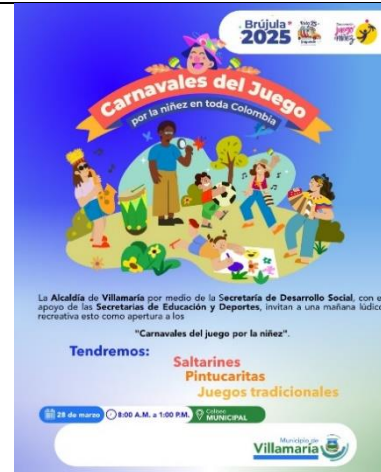 Brújula
2025
Carnavales del Juego
por la niñez en toda Colombia
La Alcaldía de Villamaría por medio de la Secretaría de Desarrollo Social, con e
apoyo de las Secretarias de Educación y Deportes, invitan a una mañana lúdic
recreativa esto como apertura a los
"Carnavales del juego por la niñez".
Tendremos:
Saltarines
Pintucaritas
Juegos tradicionales
28 de marzo
8:00 A.M. a 1:00 P.M.
Coliseo
MUNICIPAL
Municipio de
Villamaría